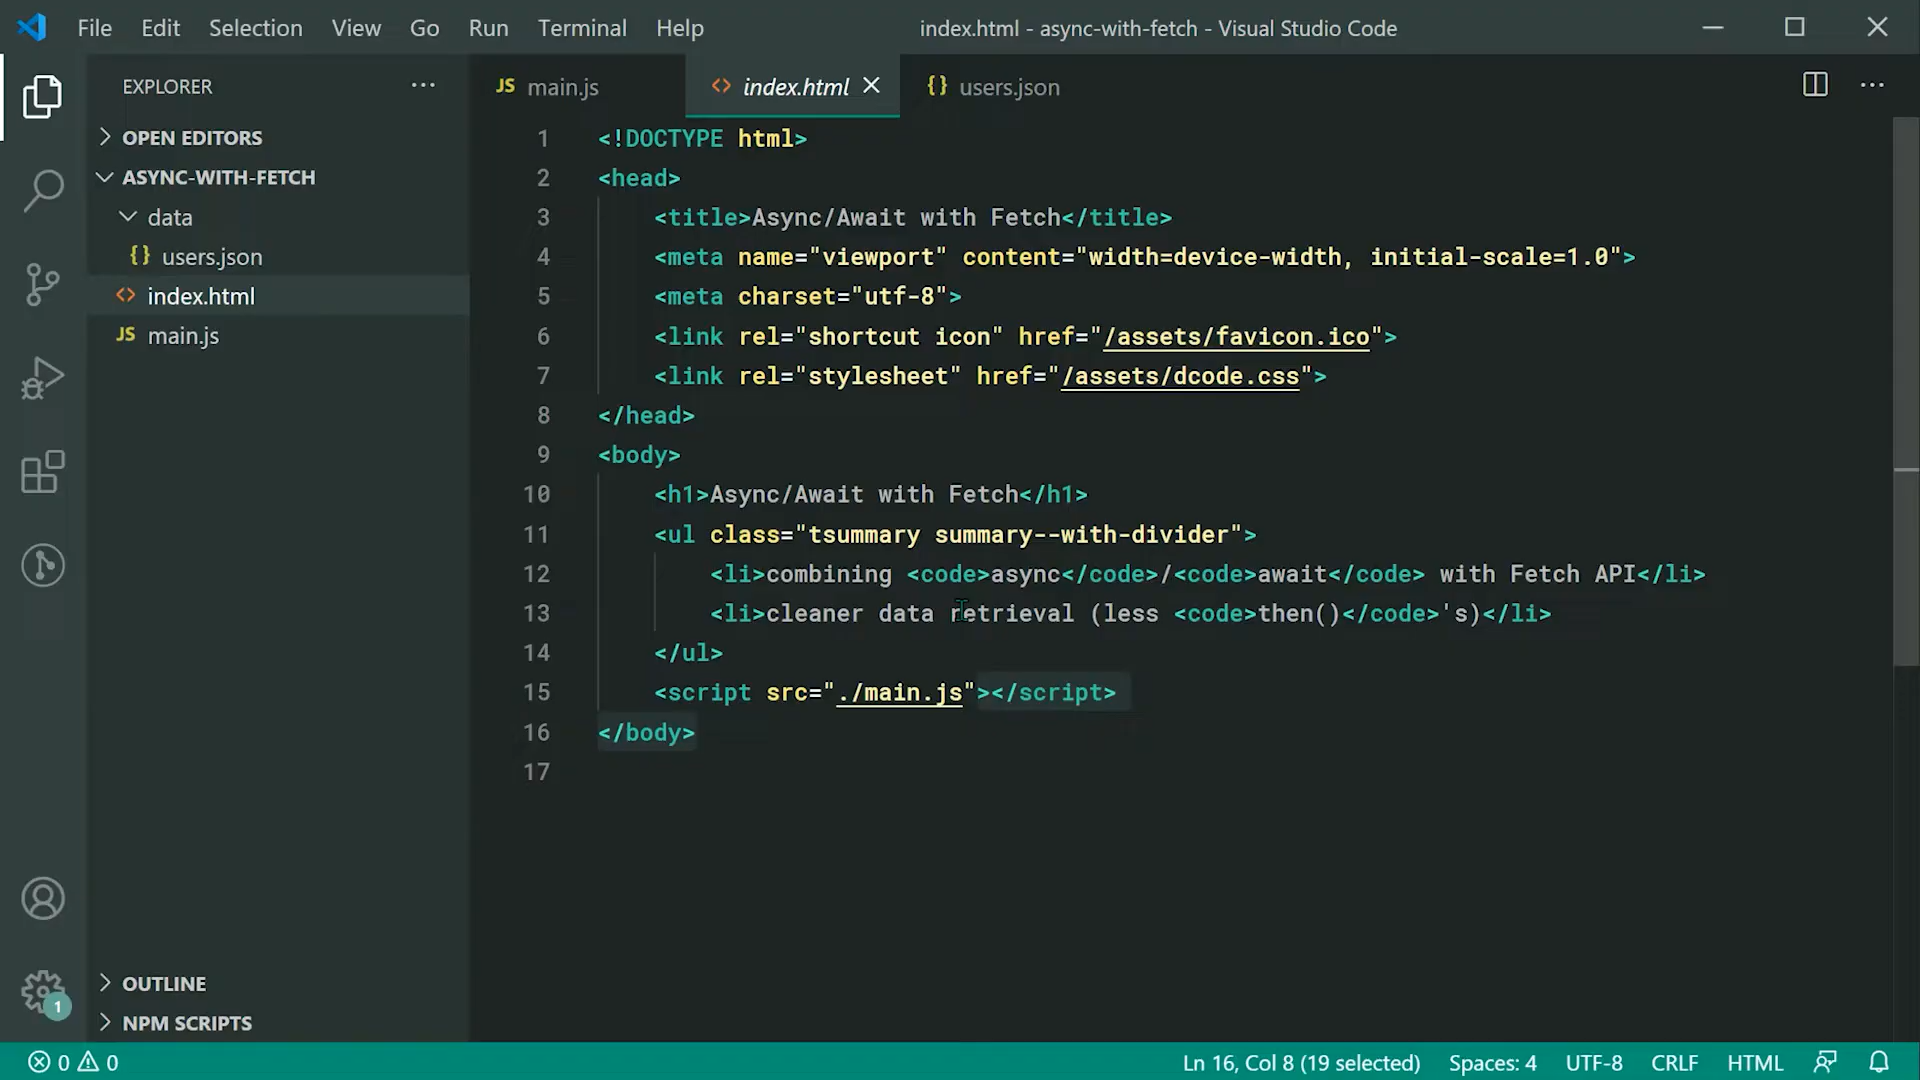 File Edit Selection View Go Run Terminal Help
index.html - async-with-fetch - Visual Studio Code
EXPLORER
OPEN EDITORS
ASYNC-WITH-FETCH
data
{} users.json
<> index.html
JS main.js
OUTLINE
NPM SCRIPTS
1
JS main.js
<> index.html
{} users.json
1 <!DOCTYPE html>
2 <head>
3 <title>Async/Await with Fetch</title>
4 <meta name="viewport" content="width=device-width, initial-scale=1.0">
5 <meta charset="utf-8">
6 <link rel="shortcut icon" href="/assets/favicon.ico">
7 <link rel="stylesheet" href="/assets/dcode.css">
8 </head>
9 <body>
10 <h1>Async/Await with Fetch</h1>
11 <ul class="tsummary summary--with-divider">
12 <li>combining <code>async</code>/<code>await</code> with Fetch API</li>
13 <li>cleaner data retrieval (less <code>then()</code>'s)</li>
14 </ul>
15 <script src="./main.js"></script>
16 </body>
17
0 0
Ln 16, Col 8 (19 selected) Spaces: 4 UTF-8 CRLF HTML